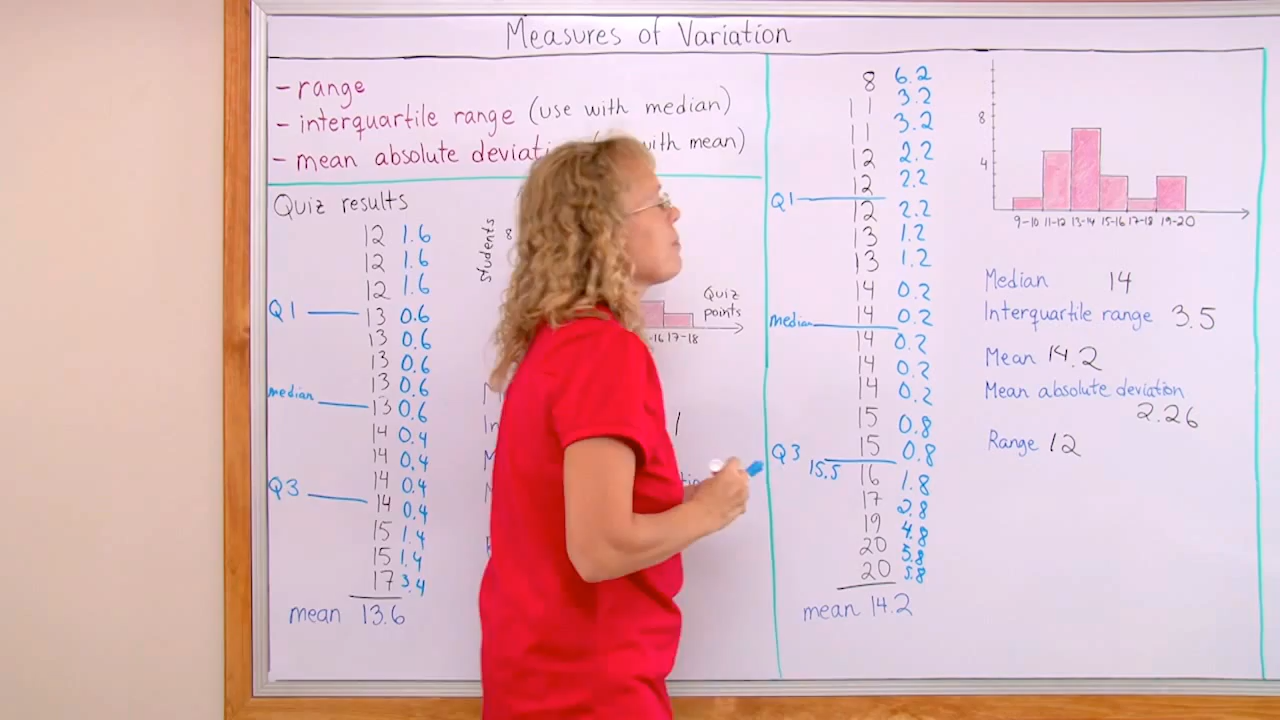 Measures of Variation
- range
- interquartile range (use with median)
- mean absolute deviati with mean)
Quiz results
12 1.6
12 1.6
12 1.6
Q1 13 0.6
13 0.6
13 0.6
13 0.6
median 13 0.6
14 0.4
14 0.4
14 0.4
Q3 14 0.4
15 1.4
15 1.4
17 3.4
mean 13.6
Students
8
Quiz
points
-16 17-18
In
8 6.2
11 3.2
11 3.2
12 2.2
12 2.2
Q1
12 2.2
13 1.2
13 1.2
14 0.2
14 0.2
median
14 0.2
14 0.2
14 0.2
15 0.8
15 0.8
Q3 15.5
16 1.8
17 2.8
19 4.8
20 5.8
20 5.8
mean 14.2
8
4
9-10 11-12 13-14 15-16 17-18 19-20
Median 14
Interquartile range 3.5
Mean 14.2
Mean absolute deviation
2.26
Range 12